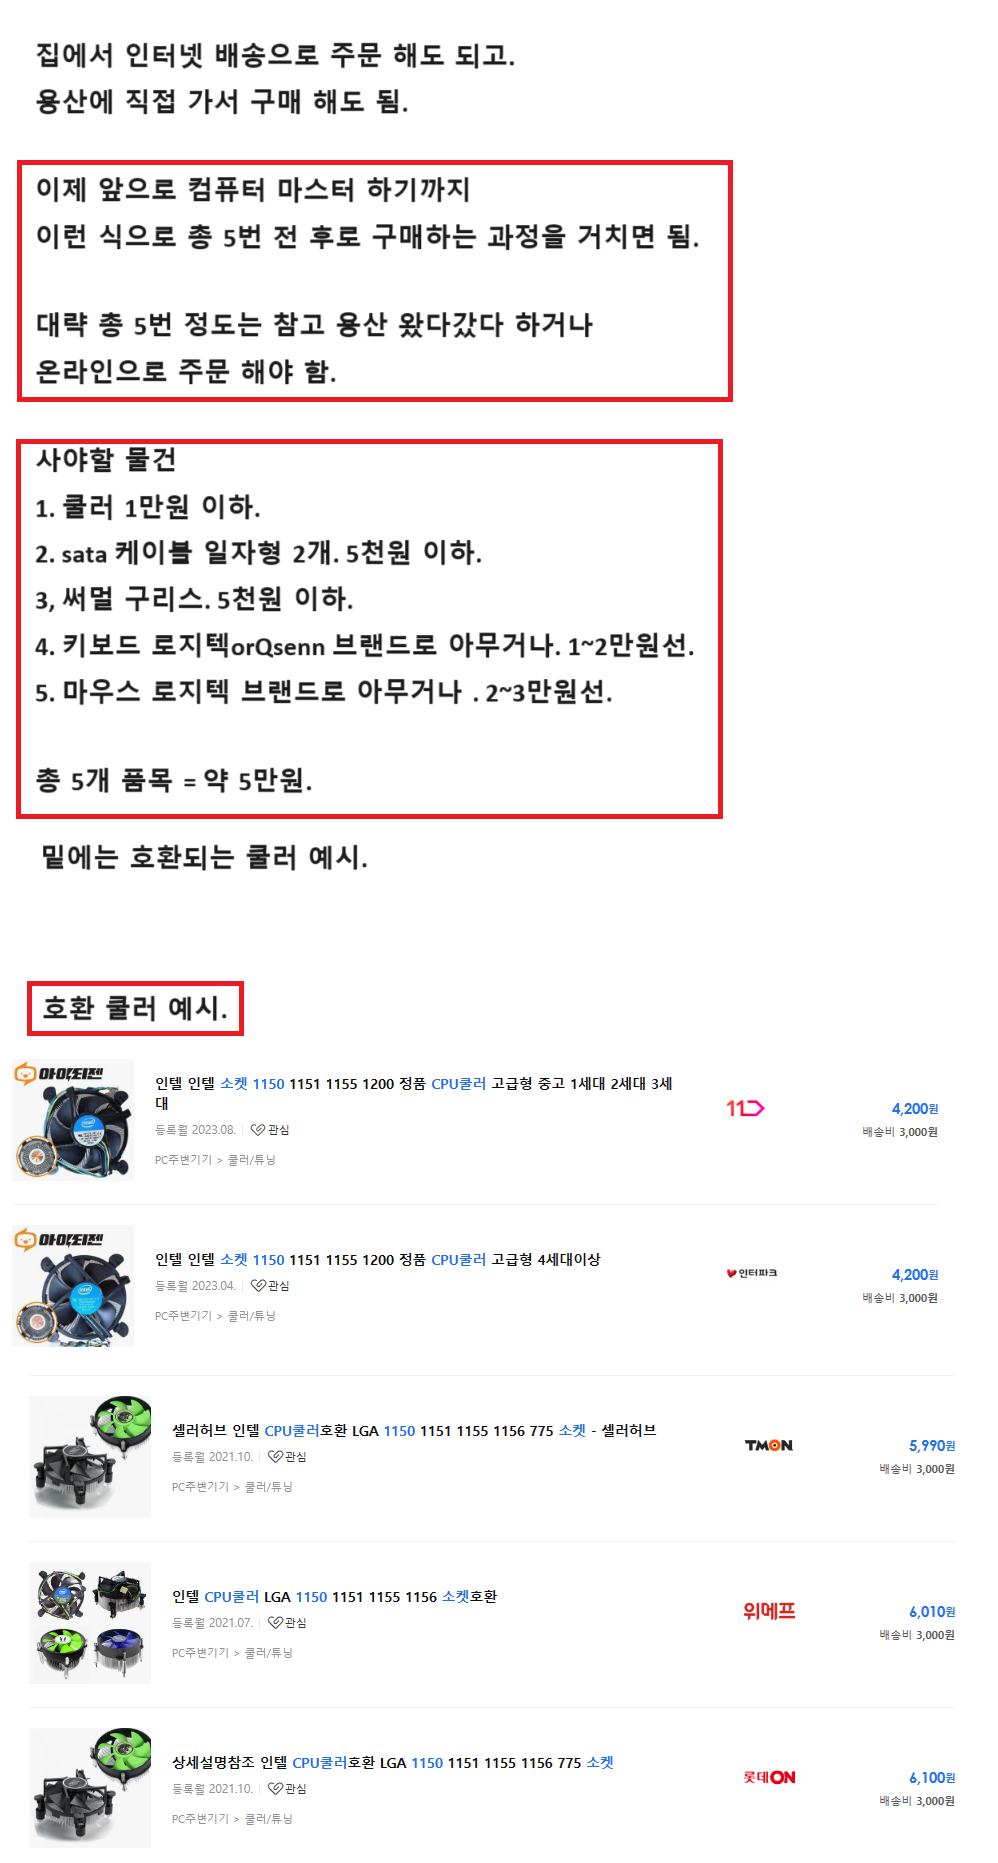 집에서 인터넷 배송으로 주문 해도 되고.
용산에 직접 가서 구매 해도 됨.
이제 앞으로 컴퓨터 마스터 하기까지
이런 식으로 총 5번 전 후로 구매하는 과정을 거치면 됨.
대략 총 5번 정도는 참고 용산 왔다갔다 하거나
온라인으로 주문 해야 함.
사야할 물건
1. 쿨러 1만원 이하.
2. sata 케이블 일자형 2개. 5천원 이하.
3, 써멀 구리스. 5천원 이하.
4. 키보드 로지텍orQsenn 브랜드로 아무거나. 1~2만원선.
5. 마우스 로지텍 브랜드로 아무거나 . 2~3만원선.
총 5개 품목 = 약 5만원.
밑에는 호환되는 쿨러 예시.
호환 쿨러 예시.
아이티젠
인텔 인텔 소켓 1150 1151 1155 1200 정품 CPU쿨러 고급형 중고 1세대 2세대 3세
대
등록월 2023.08. 관심
PC주변기기 > 쿨러/튜닝
11
4,200원
배송비 3,000원
아이티젠
인텔 인텔 소켓 1150 1151 1155 1200 정품 CPU쿨러 고급형 4세대이상
등록월 2023.04. 관심
PC주변기기 > 쿨러/튜닝
인터파크
4,200원
배송비 3,000원
셀러허브 인텔 CPU쿨러호환 LGA 1150 1151 1155 1156 775 소켓 - 셀러허브
등록월 2021.10. 관심
PC주변기기 > 쿨러/튜닝
TMON
5,990원
배송비 3,000원
인텔 CPU쿨러 LGA 1150 1151 1155 1156 소켓호환
등록월 2021.07. 관심
PC주변기기 > 쿨러/튜닝
위메프
6,010원
배송비 3,000원
상세설명참조 인텔 CPU쿨러호환 LGA 1150 1151 1155 1156 775 소켓
등록월 2021.10. 관심
PC주변기기 > 쿨러/튜닝
롯데ON
6,100원
배송비 3,000원